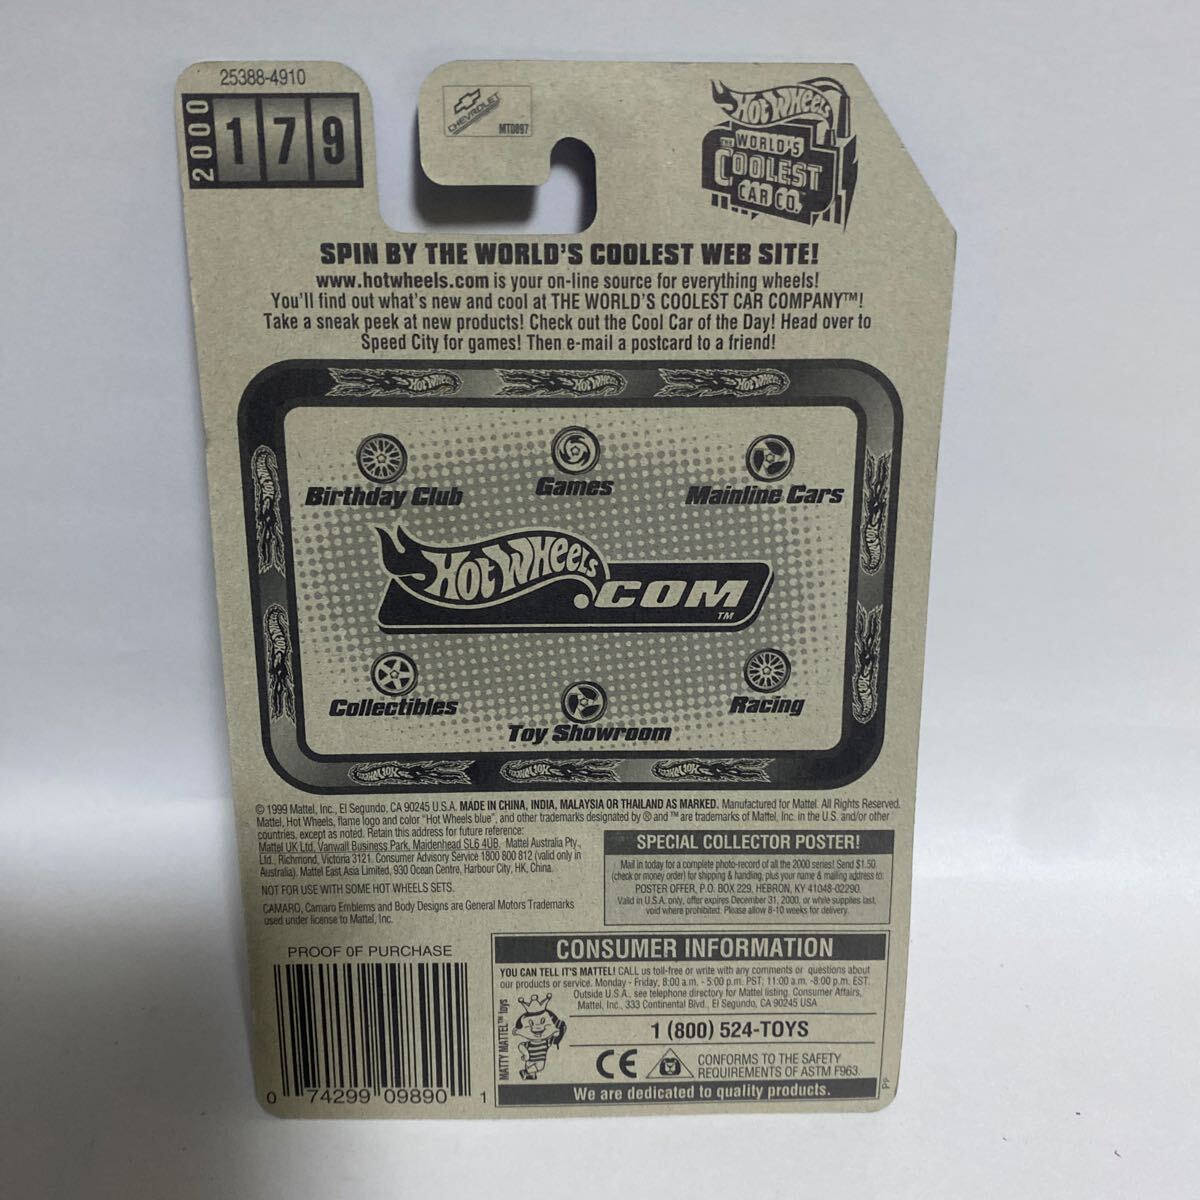 25388-4910
2000
179
CHEVROLET
MT0097
HOT WHEELS
THE WORLD'S
COOLEST
CAR CO.
SPIN BY THE WORLD'S COOLEST WEB SITE!
www.hotwheels.com is your on-line source for everything wheels!
You'll find out what's new and cool at THE WORLD'S COOLEST CAR COMPANY™!
Take a sneak peek at new products! Check out the Cool Car of the Day! Head over to
Speed City for games! Then e-mail a postcard to a friend!
HOT WHEELS HOT WHEELS HOT WHEELS
Birthday Club
Games
Mainline Cars
HOT WHEELS.COM™
Collectibles
Toy Showroom
Racing
© 1999 Mattel, Inc., El Segundo, CA 90245 U.S.A. MADE IN CHINA, INDIA, MALAYSIA OR THAILAND AS MARKED. Manufactured for Mattel. All Rights Reserved.
Mattel, Hot Wheels, flame logo and color "Hot Wheels blue", and other trademarks designated by ® and ™ are trademarks of Mattel, Inc. in the U.S. and/or other
countries, except as noted. Retain this address for future reference:
Mattel UK Ltd, Vanwall Business Park, Maidenhead SL6 4UB. Mattel Australia Pty.,
Ltd., Richmond, Victoria 3121. Consumer Advisory Service 1800 800 812 (valid only in
Australia). Mattel East Asia Limited, 930 Ocean Centre, Harbour City, HK, China.
NOT FOR USE WITH SOME HOT WHEELS SETS.
CAMARO, Camaro Emblems and Body Designs are General Motors Trademarks
used under license to Mattel, Inc.
SPECIAL COLLECTOR POSTER!
Mail in today for a complete photo-record of all the 2000 series! Send $1.50
(check or money order) for shipping & handling, plus your name & mailing address to:
POSTER OFFER, P.O. BOX 229, HEBRON, KY 41048-02290.
Valid in U.S.A. only, offer expires December 31, 2000, or while supplies last,
void where prohibited. Please allow 8-10 weeks for delivery.
PROOF OF PURCHASE
0 74299 09890 1
CONSUMER INFORMATION
YOU CAN TELL IT'S MATTEL! CALL us toll-free or write with any comments or questions about
our products or service. Monday - Friday, 8:00 a.m. - 5:00 p.m. PST; 11:00 a.m. -8:00 p.m. EST.
Outside U.S.A., see telephone directory for Mattel listing. Consumer Affairs,
Mattel, Inc., 333 Continental Blvd., El Segundo, CA 90245 USA
MATTY MATTEL™ toys
1 (800) 524-TOYS
CE
CONFORMS TO THE SAFETY
REQUIREMENTS OF ASTM F963.
We are dedicated to quality products.
PP